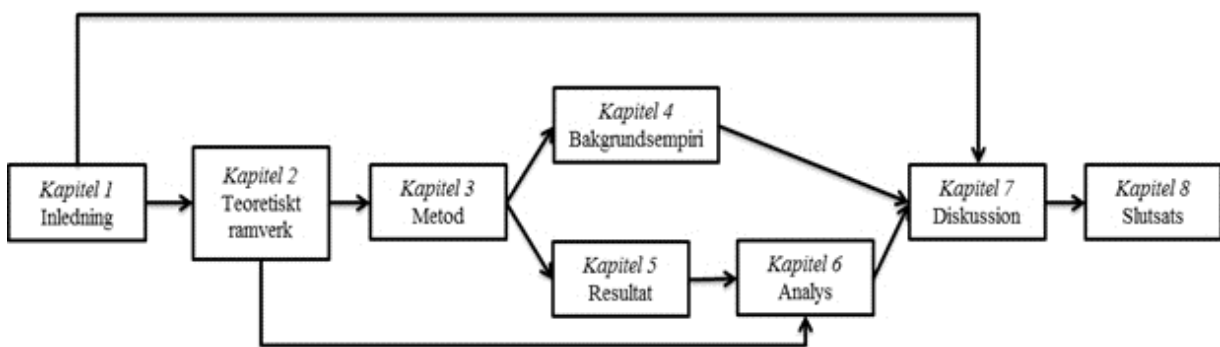 Kapitel 1
Inledning
Kapitel 2
Teoretiskt
ramverk
Kapitel 3
Metod
Kapitel 4
Bakgrundsempiri
Kapitel 5
Resultat
Kapitel 6
Analys
Kapitel 7
Diskussion
Kapitel 8
Slutsats